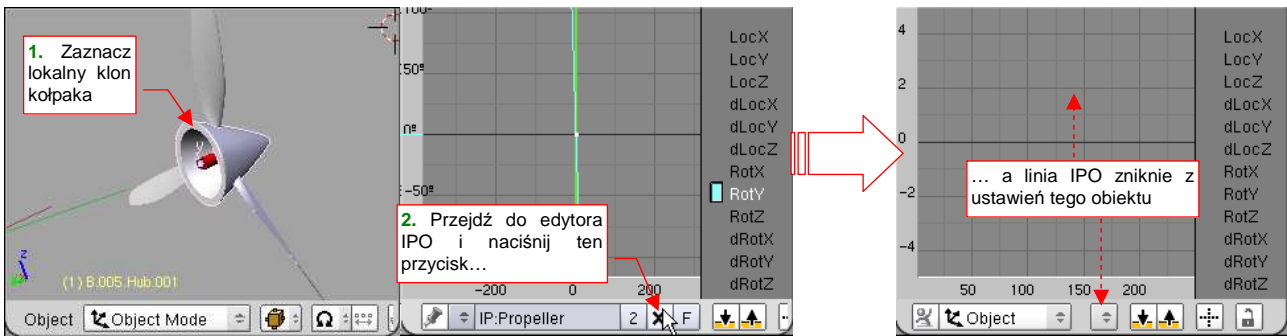 1. Zaznacz
lokalny klon
kołpaka
y
z
(1) B.005.Hub.001
Object
Object Mode
50º
0º
-50º
LocX
LocY
LocZ
dLocX
dLocY
dLocZ
RotX
RotY
RotZ
dRotX
dRotY
dRotZ
2. Przejdź do edytora
IPO i naciśnij ten
przycisk…
-200 0 200
IP:Propeller 2 F
4
2
0
-2
-4
… a linia IPO zniknie z
ustawień tego obiektu
LocX
LocY
LocZ
dLocX
dLocY
dLocZ
RotX
RotY
RotZ
dRotX
dRotY
dRotZ
50 100 150 200
Object